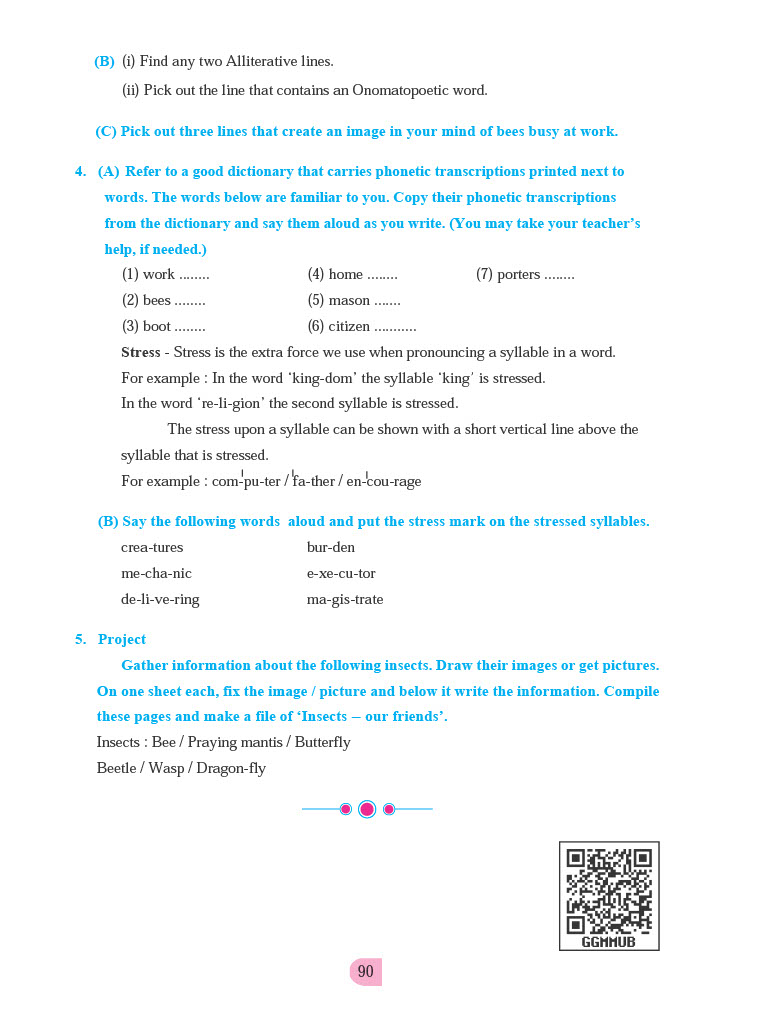 (B) (i) Find any two Alliterative lines.
(ii) Pick out the line that contains an Onomatopoetic word.
(C) Pick out three lines that create an image in your mind of bees busy at work.
4. (A) Refer to a good dictionary that carries phonetic transcriptions printed next to
words. The words below are familiar to you. Copy their phonetic transcriptions
from the dictionary and say them aloud as you write. (You may take your teacher's
help, if needed.)
(1) work ........ (4) home ........ (7) porters ........
(2) bees ........ (5) mason .......
(3) boot ........ (6) citizen ...........
Stress - Stress is the extra force we use when pronouncing a syllable in a word.
For example : In the word ‘king-dom’ the syllable ‘king′ is stressed.
In the word ‘re-li-gion’ the second syllable is stressed.
The stress upon a syllable can be shown with a short vertical line above the
syllable that is stressed.
For example : com-ˈpu-ter / ˈfa-ther / en-ˈcou-rage
(B) Say the following words aloud and put the stress mark on the stressed syllables.
crea-tures bur-den
me-cha-nic e-xe-cu-tor
de-li-ve-ring ma-gis-trate
5. Project
Gather information about the following insects. Draw their images or get pictures.
On one sheet each, fix the image / picture and below it write the information. Compile
these pages and make a file of ‘Insects – our friends’.
Insects : Bee / Praying mantis / Butterfly
Beetle / Wasp / Dragon-fly
GGMMUB
90